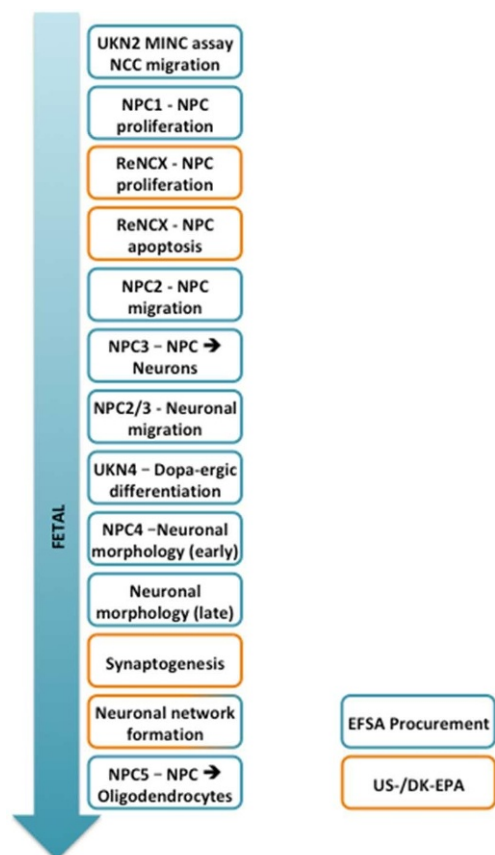 UKN2 MINC assay
NCC migration
NPC1 - NPC
proliferation
ReNCX - NPC
proliferation
ReNCX - NPC
apoptosis
NPC2 - NPC
migration
NPC3 – NPC ➔
Neurons
NPC2/3 - Neuronal
migration
UKN4 – Dopa-ergic
differentiation
NPC4 –Neuronal
morphology (early)
Neuronal
morphology (late)
Synaptogenesis
Neuronal network
formation
NPC5 – NPC ➔
Oligodendrocytes
FETAL
EFSA Procurement
US-/DK-EPA